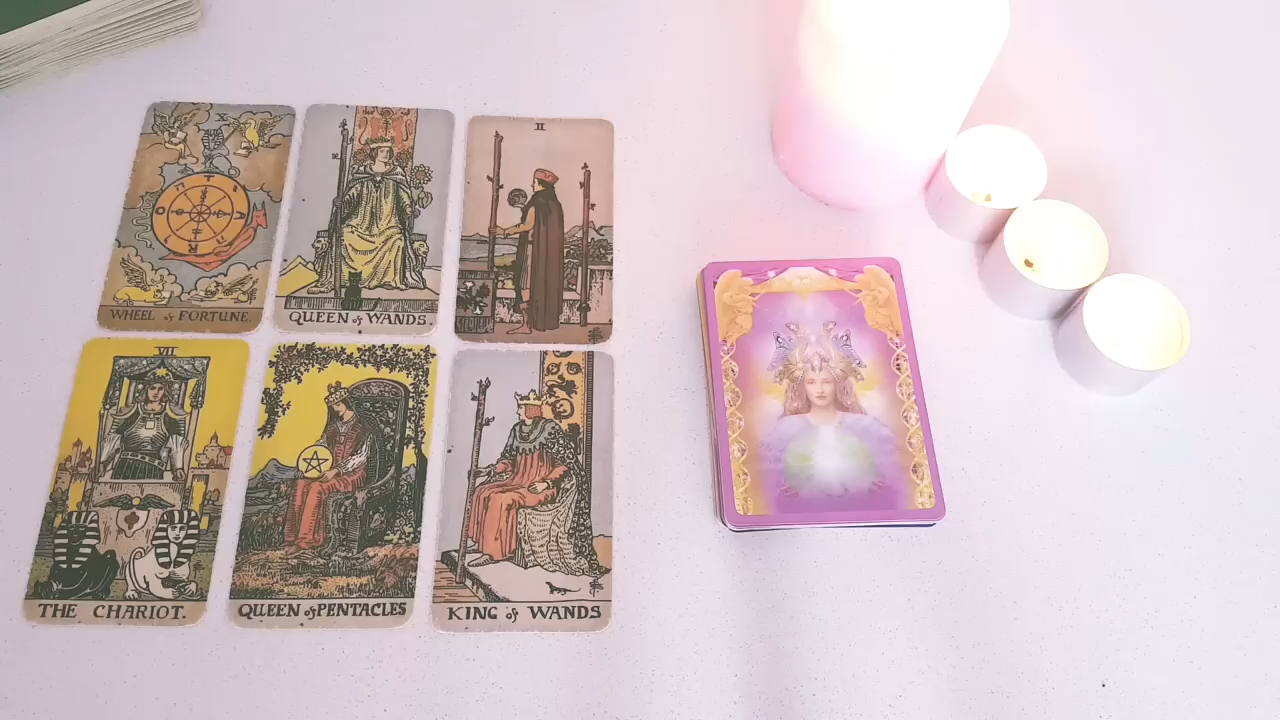 X
WHEEL of FORTUNE.
QUEEN of WANDS.
II
VII
THE CHARIOT.
QUEEN of PENTACLES
KING of WANDS